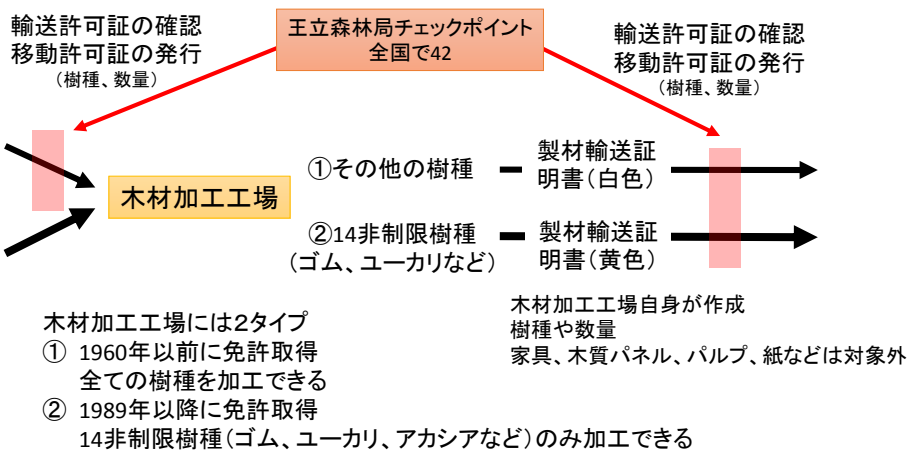 輸送許可証の確認
移動許可証の発行
(樹種、数量)
王立森林局チェックポイント
全国で42
輸送許可証の確認
移動許可証の発行
(樹種、数量)
木材加工工場
①その他の樹種
製材輸送証
明書(白色)
②14非制限樹種
(ゴム、ユーカリなど)
製材輸送証
明書(黄色)
木材加工工場自身が作成
樹種や数量
家具、木質パネル、パルプ、紙などは対象外
木材加工工場には2タイプ
① 1960年以前に免許取得
全ての樹種を加工できる
② 1989年以降に免許取得
14非制限樹種(ゴム、ユーカリ、アカシアなど)のみ加工できる